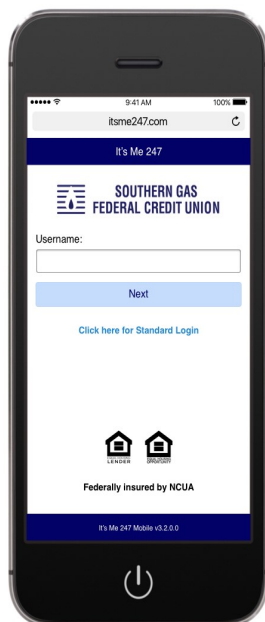 9:41 AM
100%
itsme247.com
It's Me 247
SOUTHERN GAS
FEDERAL CREDIT UNION
Username:
Next
Click here for Standard Login
LENDER
OPPORTUNITY
Federally insured by NCUA
It's Me 247 Mobile v3.2.0.0